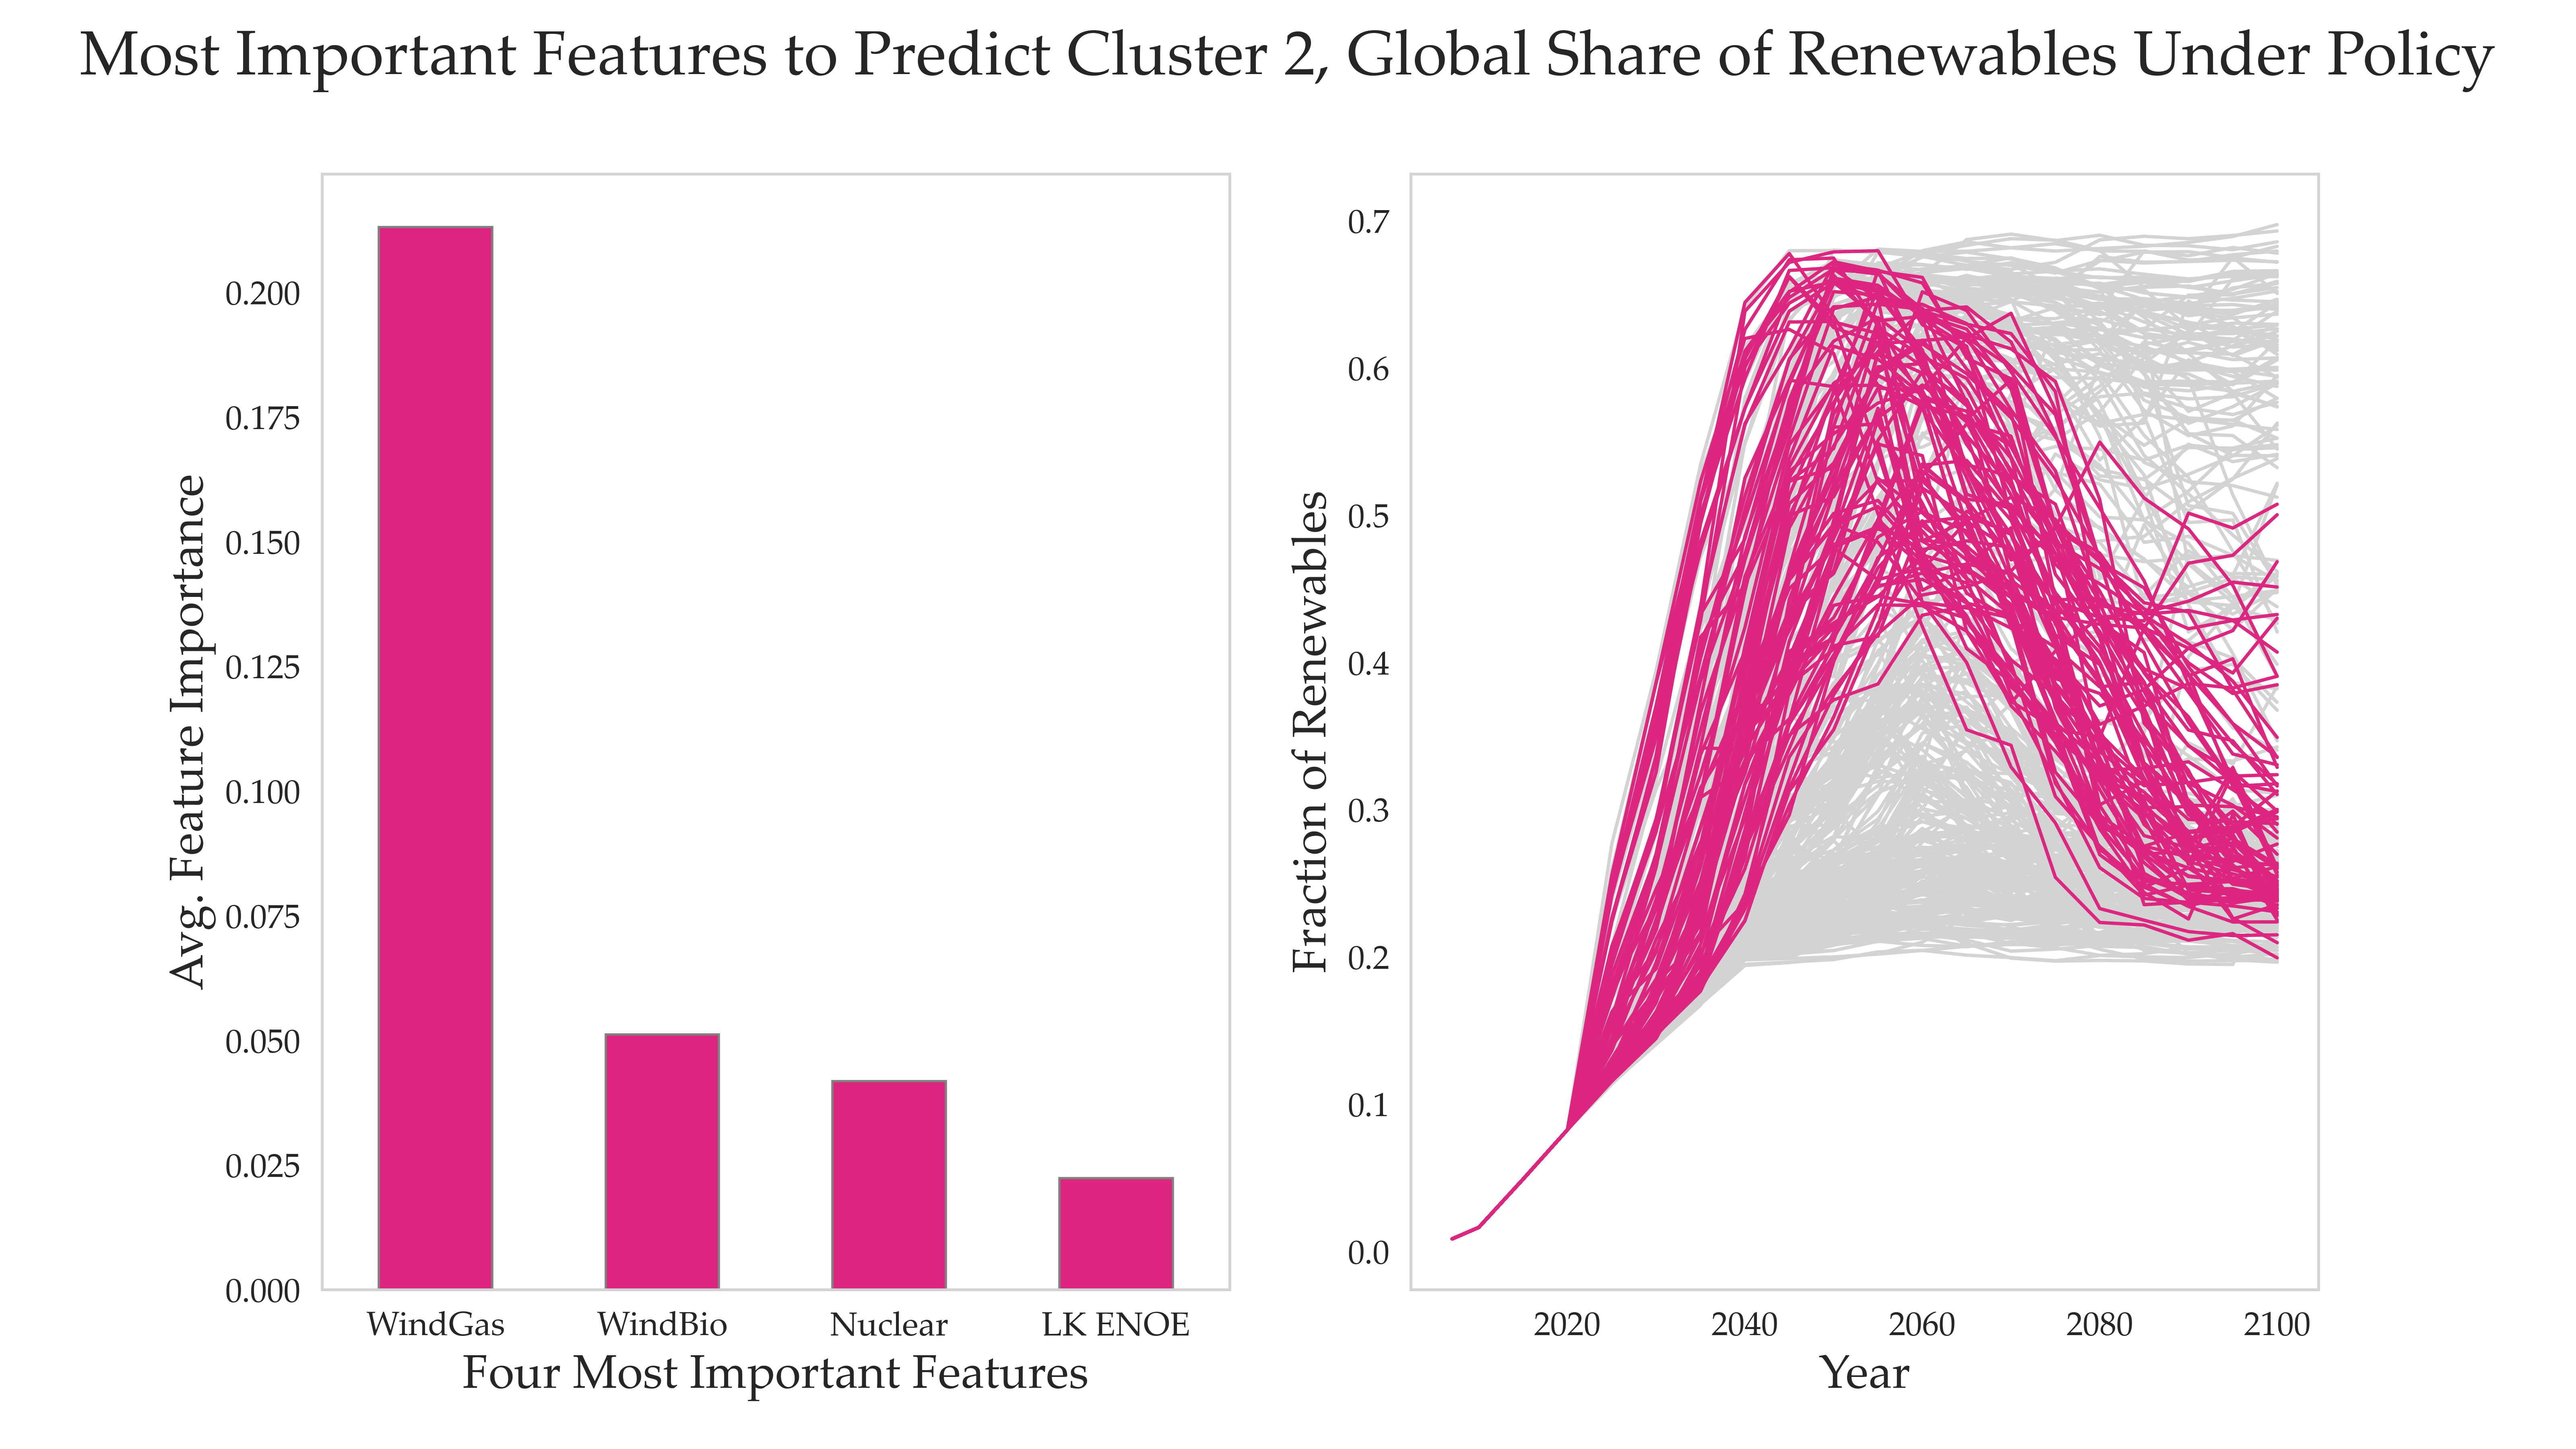 Most Important Features to Predict Cluster 2, Global Share of Renewables Under Policy
Avg. Feature Importance
0.200
0.175
0.150
0.125
0.100
0.075
0.050
0.025
0.000
WindGas WindBio Nuclear LK ENOE
Four Most Important Features
Fraction of Renewables
0.7
0.6
0.5
0.4
0.3
0.2
0.1
0.0
2020 2040 2060 2080 2100
Year